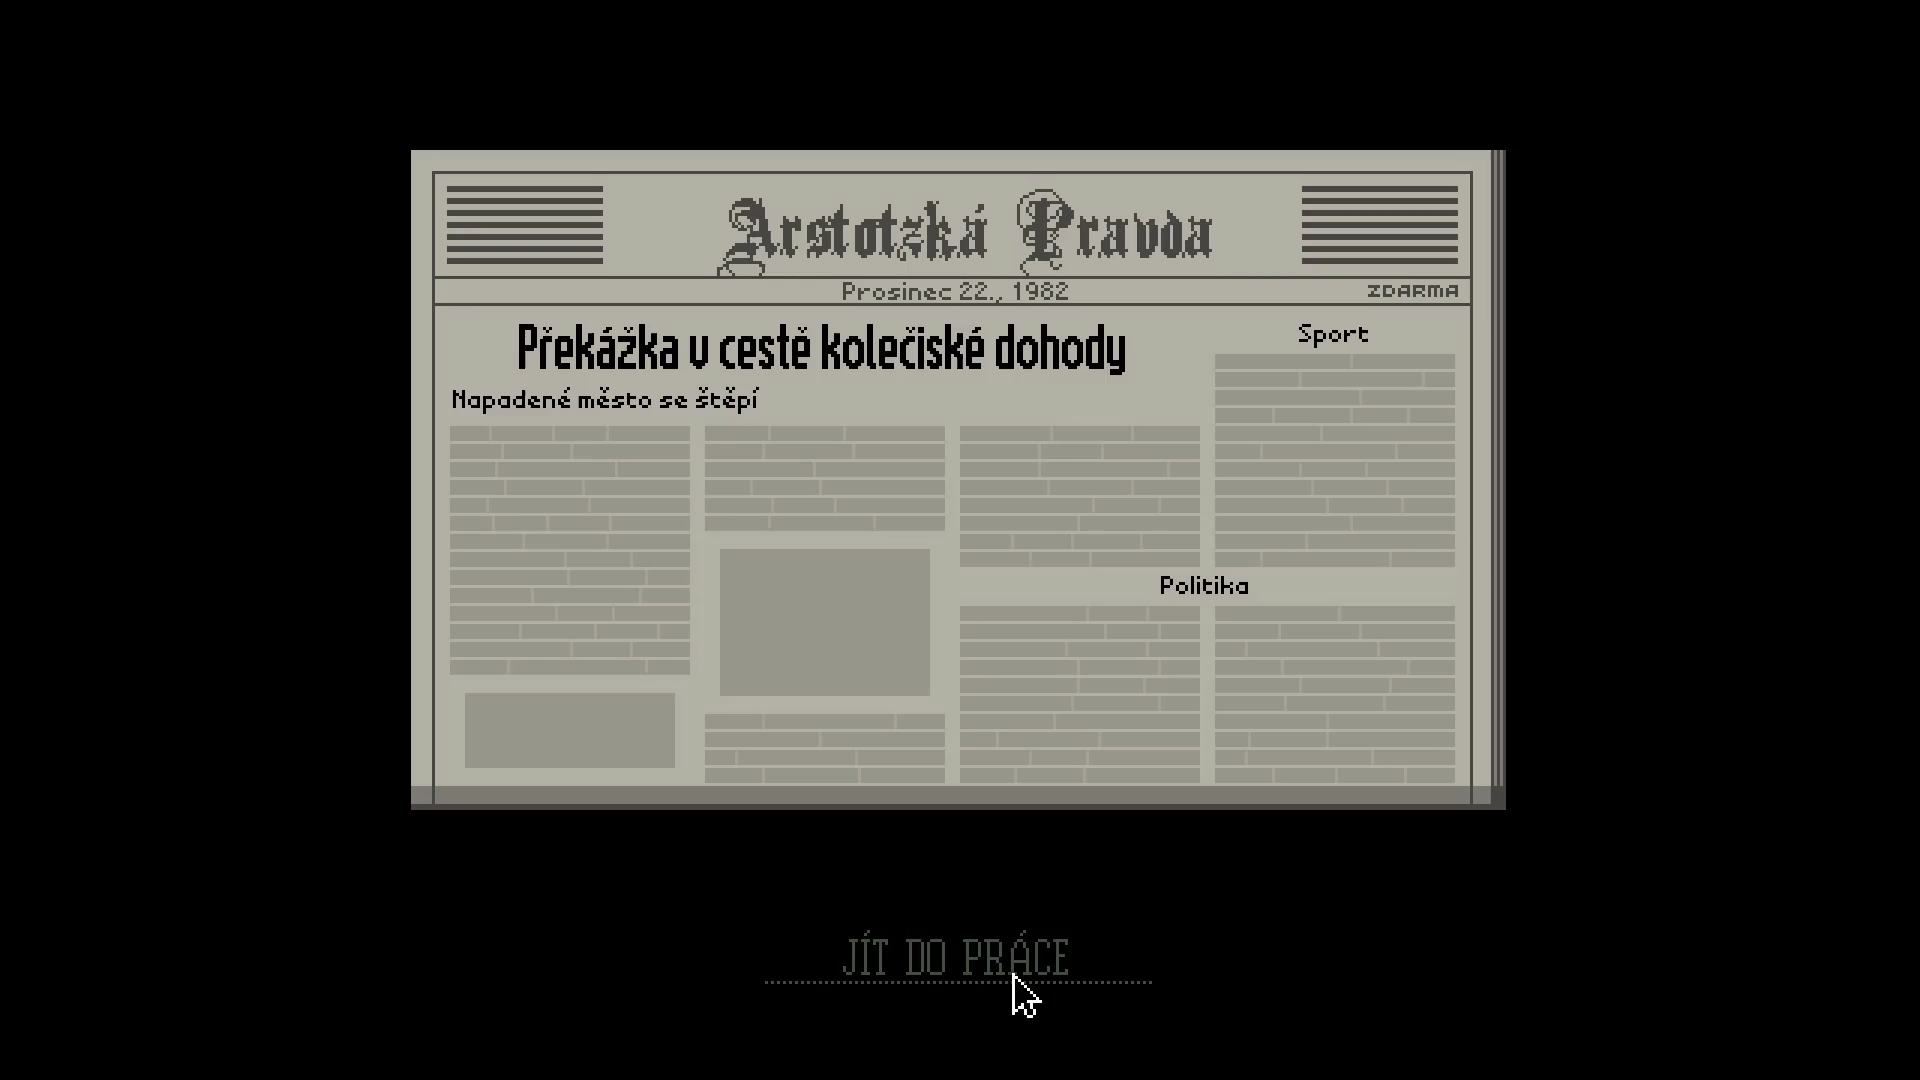 Arstotzká Pravda
Prosinec 22., 1982
ZDARMA
Překážka v cestě kolečiské dohody
Napadené město se štěpí
Sport
Politika
JÍT DO PRÁCE